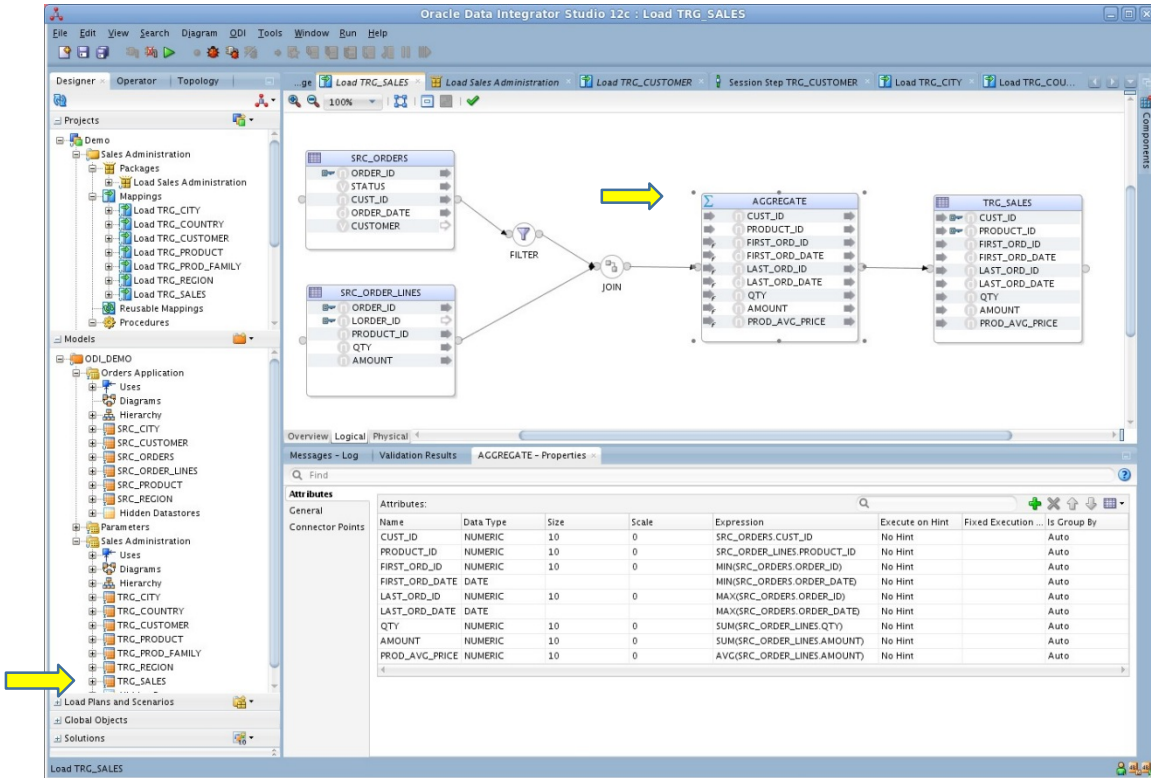 Oracle Data Integrator Studio 12c : Load TRG_SALES
File Edit View Search Diagram ODI Tools Window Run Help
Designer Operator Topology
...ge Load TRG_SALES Load Sales Administration Load TRG_CUSTOMER Session Step TRG_CUSTOMER Load TRG_CITY Load TRG_COU...
100%
Components
Projects
Demo
Sales Administration
Packages
Load Sales Administration
Mappings
Load TRG_CITY
Load TRG_COUNTRY
Load TRG_CUSTOMER
Load TRG_PRODUCT
Load TRG_PROD_FAMILY
Load TRG_REGION
Load TRG_SALES
Reusable Mappings
Procedures
Models
ODI_DEMO
Orders Application
Uses
Diagrams
Hierarchy
SRC_CITY
SRC_CUSTOMER
SRC_ORDERS
SRC_ORDER_LINES
SRC_PRODUCT
SRC_REGION
Hidden Datastores
Parameters
Sales Administration
Uses
Diagrams
Hierarchy
TRG_CITY
TRG_COUNTRY
TRG_CUSTOMER
TRG_PRODUCT
TRG_PROD_FAMILY
TRG_REGION
TRG_SALES
Load Plans and Scenarios
Global Objects
Solutions
SRC_ORDERS
ORDER_ID
STATUS
CUST_ID
ORDER_DATE
CUSTOMER
SRC_ORDER_LINES
ORDER_ID
LORDER_ID
PRODUCT_ID
QTY
AMOUNT
FILTER
JOIN
AGGREGATE
CUST_ID
PRODUCT_ID
FIRST_ORD_ID
FIRST_ORD_DATE
LAST_ORD_ID
LAST_ORD_DATE
QTY
AMOUNT
PROD_AVG_PRICE
TRG_SALES
CUST_ID
PRODUCT_ID
FIRST_ORD_ID
FIRST_ORD_DATE
LAST_ORD_ID
LAST_ORD_DATE
QTY
AMOUNT
PROD_AVG_PRICE
Overview Logical Physical
Messages - Log Validation Results AGGREGATE - Properties
Find
Attributes
General
Connector Points
Attributes:
Name Data Type Size Scale Expression Execute on Hint Fixed Execution ... Is Group By
CUST_ID NUMERIC 10 0 SRC_ORDERS.CUST_ID No Hint Auto
PRODUCT_ID NUMERIC 10 0 SRC_ORDER_LINES.PRODUCT_ID No Hint Auto
FIRST_ORD_ID NUMERIC 10 0 MIN(SRC_ORDERS.ORDER_ID) No Hint Auto
FIRST_ORD_DATE DATE MIN(SRC_ORDERS.ORDER_DATE) No Hint Auto
LAST_ORD_ID NUMERIC 10 0 MAX(SRC_ORDERS.ORDER_ID) No Hint Auto
LAST_ORD_DATE DATE MAX(SRC_ORDERS.ORDER_DATE) No Hint Auto
QTY NUMERIC 10 0 SUM(SRC_ORDER_LINES.QTY) No Hint Auto
AMOUNT NUMERIC 10 0 SUM(SRC_ORDER_LINES.AMOUNT) No Hint Auto
PROD_AVG_PRICE NUMERIC 10 0 AVG(SRC_ORDER_LINES.AMOUNT) No Hint Auto
Load TRG_SALES